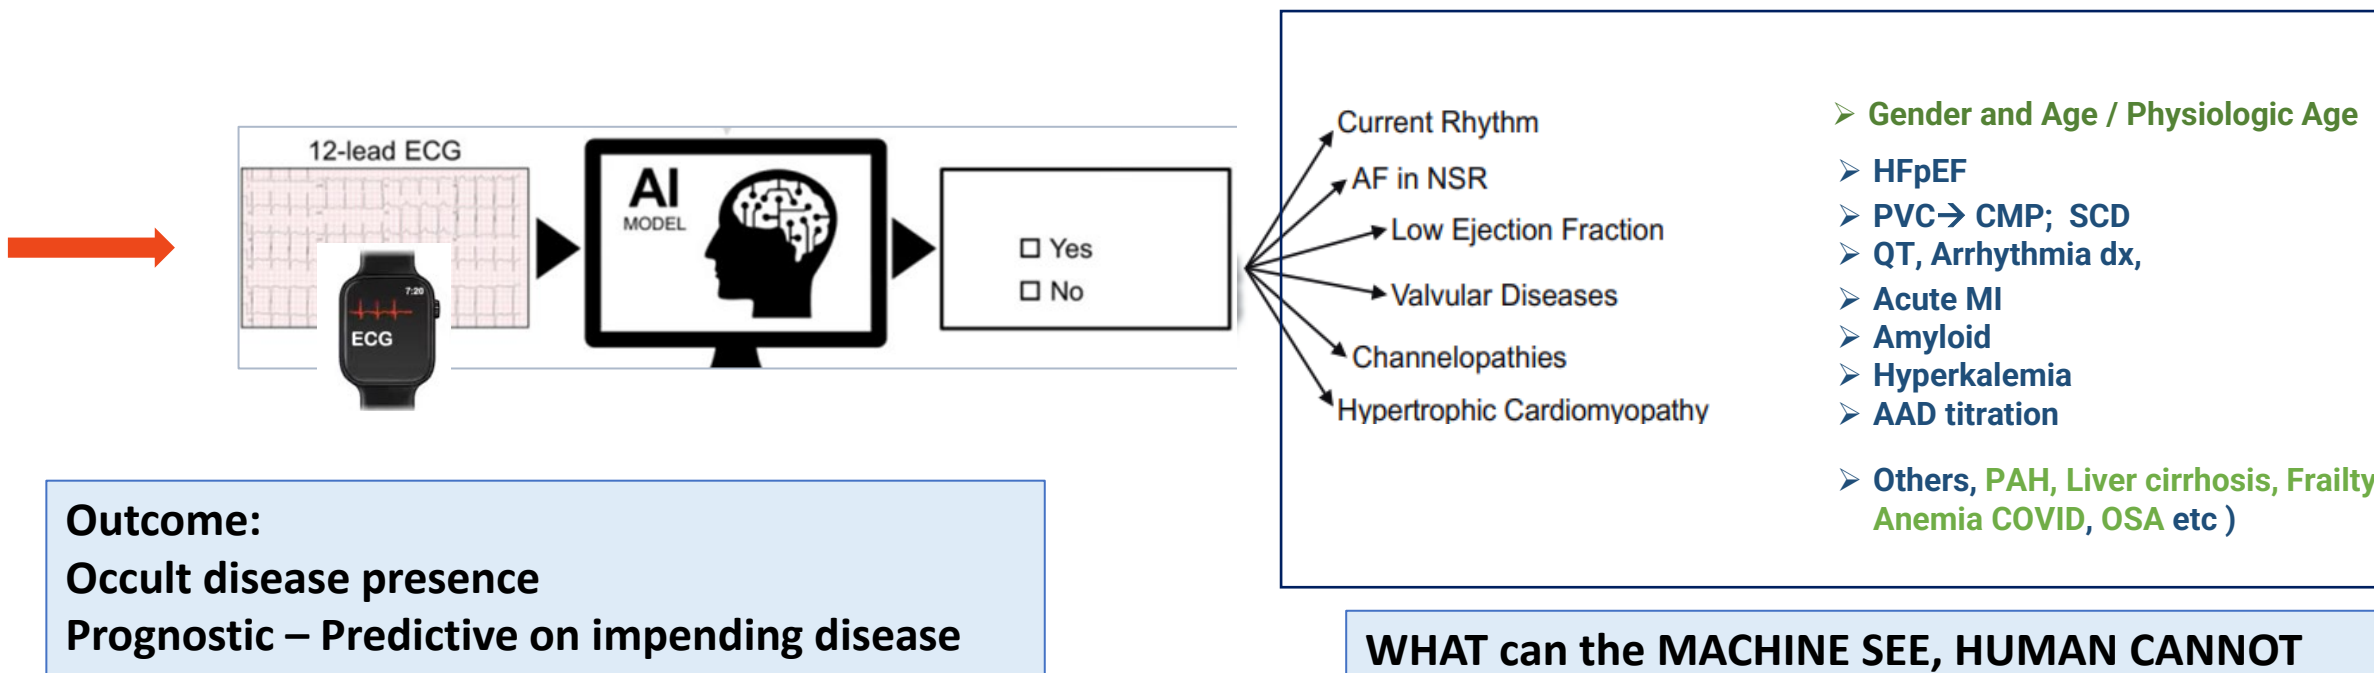 12-lead ECG
7:20
ECG
AI
MODEL
☐ Yes
☐ No
Current Rhythm
AF in NSR
Low Ejection Fraction
Valvular Diseases
Channelopathies
Hypertrophic Cardiomyopathy
➢ Gender and Age / Physiologic Age
➢ HFpEF
➢ PVC→ CMP; SCD
➢ QT, Arrhythmia dx,
➢ Acute MI
➢ Amyloid
➢ Hyperkalemia
➢ AAD titration
➢ Others, PAH, Liver cirrhosis, Frailty
Anemia COVID, OSA etc )
Outcome:
Occult disease presence
Prognostic – Predictive on impending disease
WHAT can the MACHINE SEE, HUMAN CANNOT